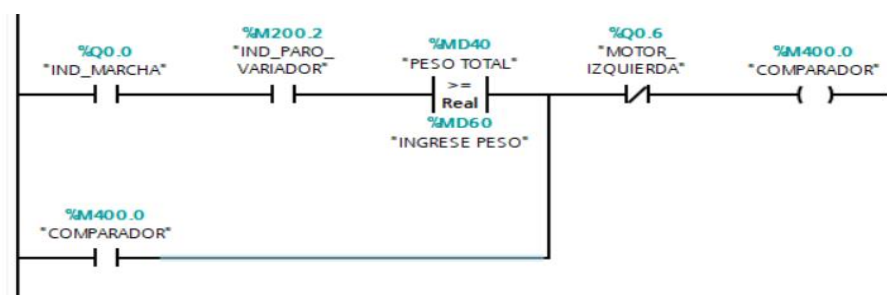 %Q0.0
"IND_MARCHA"
%M200.2
"IND_PARO_
VARIADOR"
%MD40
"PESO TOTAL"
>=
Real
%MD60
"INGRESE PESO"
%Q0.6
"MOTOR_
IZQUIERDA"
%M400.0
"COMPARADOR"
%M400.0
"COMPARADOR"